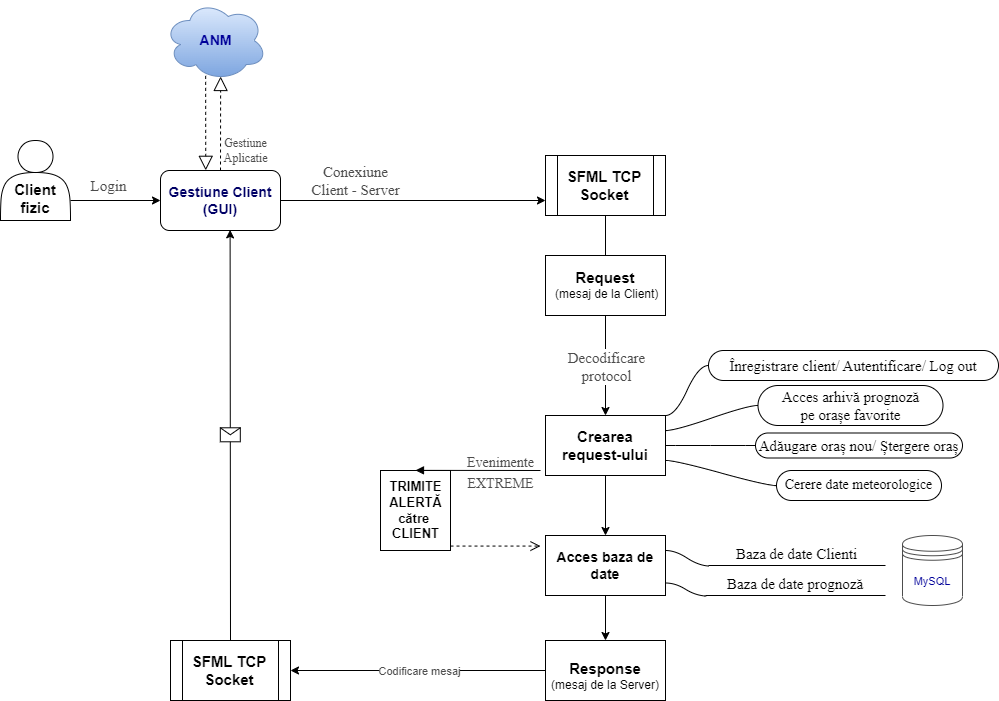 ANM
Gestiune
Aplicatie
Client
fizic
Login
Gestiune Client
(GUI)
Conexiune
Client - Server
SFML TCP
Socket
Request
(mesaj de la Client)
Decodificare
protocol
Înregistrare client/ Autentificare/ Log out
Acces arhivă prognoză
pe orașe favorite
Crearea
request-ului
Adăugare oraș nou/ Ștergere oraș
Cerere date meteorologice
Evenimente
EXTREME
TRIMITE
ALERTĂ
către
CLIENT
Acces baza de
date
Baza de date Clienti
Baza de date prognoză
MySQL
SFML TCP
Socket
Codificare mesaj
Response
(mesaj de la Server)